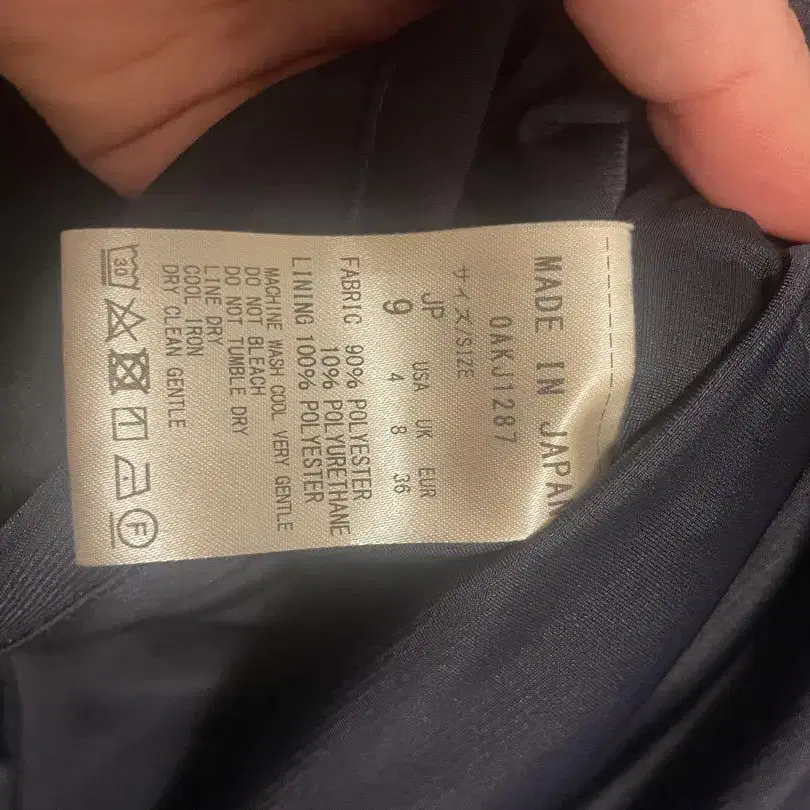 MADE IN JAPAN
OAKJ1287
サイズ/SIZE
JP USA UK EUR
9 4 8 36
FABRIC 90% POLYESTER
10% POLYURETHANE
LINING 100% POLYESTER
MACHINE WASH COOL VERY GENTLE
DO NOT BLEACH
DO NOT TUMBLE DRY
LINE DRY
COOL IRON
DRY CLEAN GENTLE
30
F